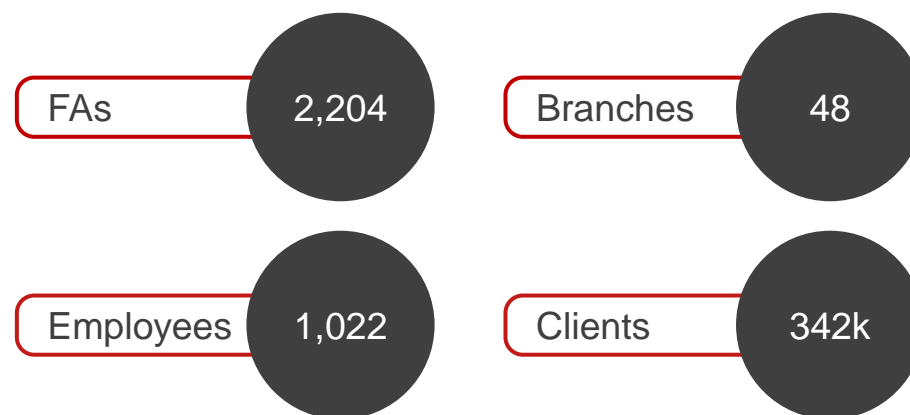 FAs 2,204
Branches 48
Employees 1,022
Clients 342k